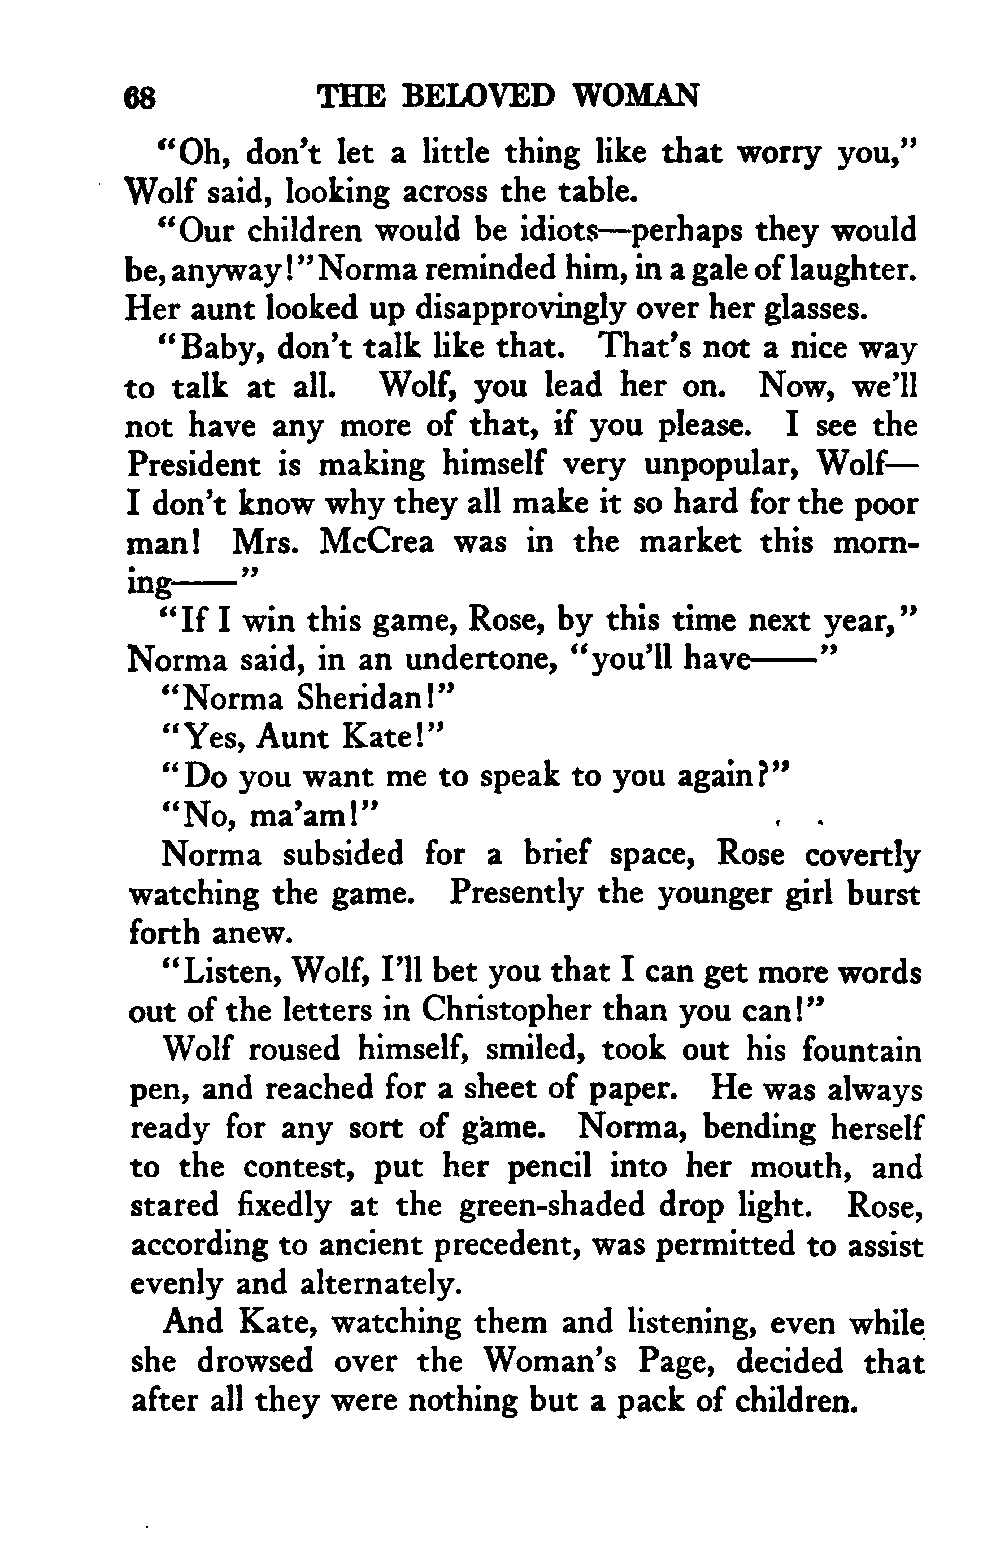 68 THE BELOVED WOMAN
"Oh, don't let a little thing like that worry you,"
Wolf said, looking across the table.
"Our children would be idiots—perhaps they would
be, anyway!" Norma reminded him, in a gale of laughter.
Her aunt looked up disapprovingly over her glasses.
"Baby, don't talk like that. That's not a nice way
to talk at all. Wolf, you lead her on. Now, we'll
not have any more of that, if you please. I see the
President is making himself very unpopular, Wolf—
I don't know why they all make it so hard for the poor
man! Mrs. McCrea was in the market this morn-
ing——"
"If I win this game, Rose, by this time next year,"
Norma said, in an undertone, "you'll have——"
"Norma Sheridan!"
"Yes, Aunt Kate!"
"Do you want me to speak to you again?"
"No, ma'am!"
Norma subsided for a brief space, Rose covertly
watching the game. Presently the younger girl burst
forth anew.
"Listen, Wolf, I'll bet you that I can get more words
out of the letters in Christopher than you can!"
Wolf roused himself, smiled, took out his fountain
pen, and reached for a sheet of paper. He was always
ready for any sort of game. Norma, bending herself
to the contest, put her pencil into her mouth, and
stared fixedly at the green-shaded drop light. Rose,
according to ancient precedent, was permitted to assist
evenly and alternately.
And Kate, watching them and listening, even while
she drowsed over the Woman's Page, decided that
after all they were nothing but a pack of children.